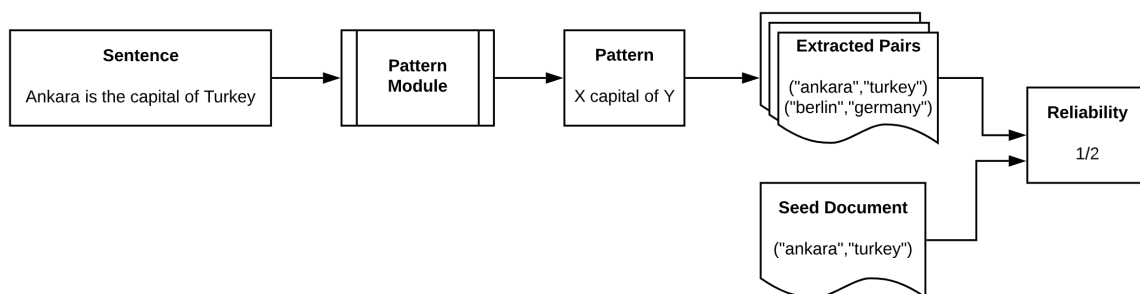 Sentence
Ankara is the capital of Turkey
Pattern
Module
Pattern
X capital of Y
Extracted Pairs
("ankara","turkey")
("berlin","germany")
Reliability
1/2
Seed Document
("ankara","turkey")